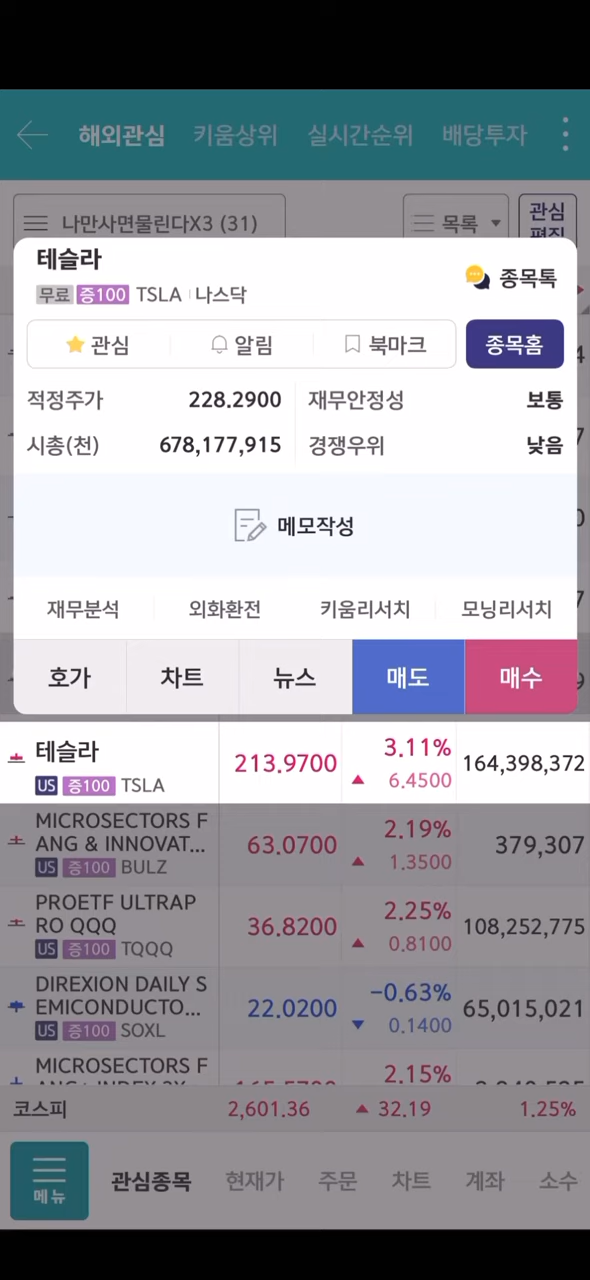 해외관심 키움상위 실시간순위 배당투자
나만사면물린다X3 (31) 목록 관심
편집
테슬라
종목톡
무료 증100 TSLA 나스닥
관심 알림 북마크 종목홈
적정주가 228.2900 재무안정성 보통
시총(천) 678,177,915 경쟁우위 낮음
메모작성
재무분석 외화환전 키움리서치 모닝리서치
호가 차트 뉴스 매도 매수
테슬라 213.9700 3.11% 164,398,372
US 증100 TSLA 6.4500
MICROSECTORS F 2.19%
ANG & INNOVAT... 63.0700 379,307
US 증100 BULZ 1.3500
PROETF ULTRAP 2.25%
RO QQQ 36.8200 108,252,775
US 증100 TQQQ 0.8100
DIREXION DAILY S -0.63%
EMICONDUCTO... 22.0200 65,015,021
US 증100 SOXL 0.1400
MICROSECTORS F 2.15%
코스피 2,601.36 32.19 1.25%
메뉴 관심종목 현재가 주문 차트 계좌 소수